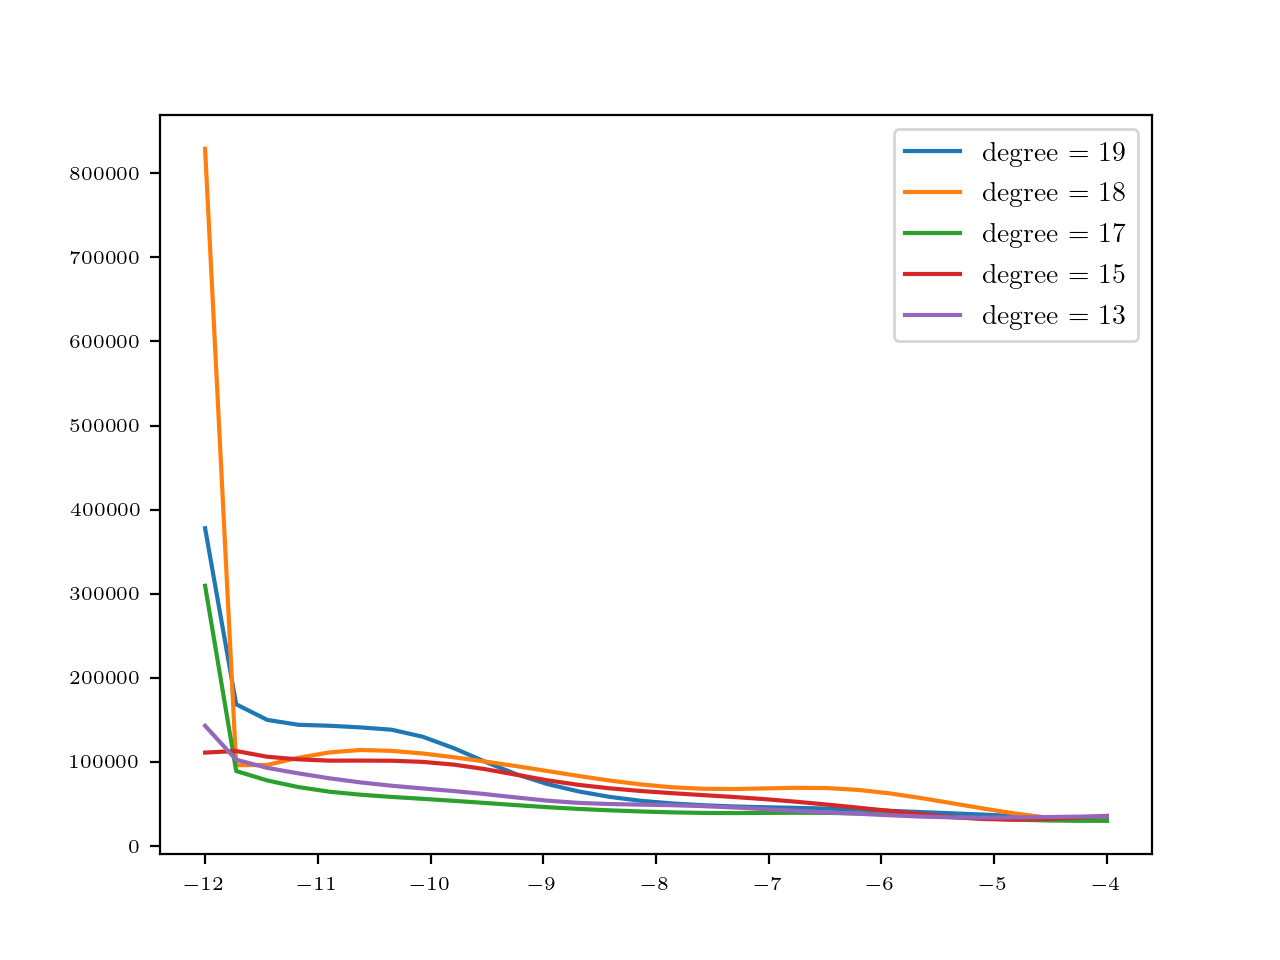 degree = 19
degree = 18
degree = 17
degree = 15
degree = 13
800000
700000
600000
500000
400000
300000
200000
100000
0
−12 −11 −10 −9 −8 −7 −6 −5 −4